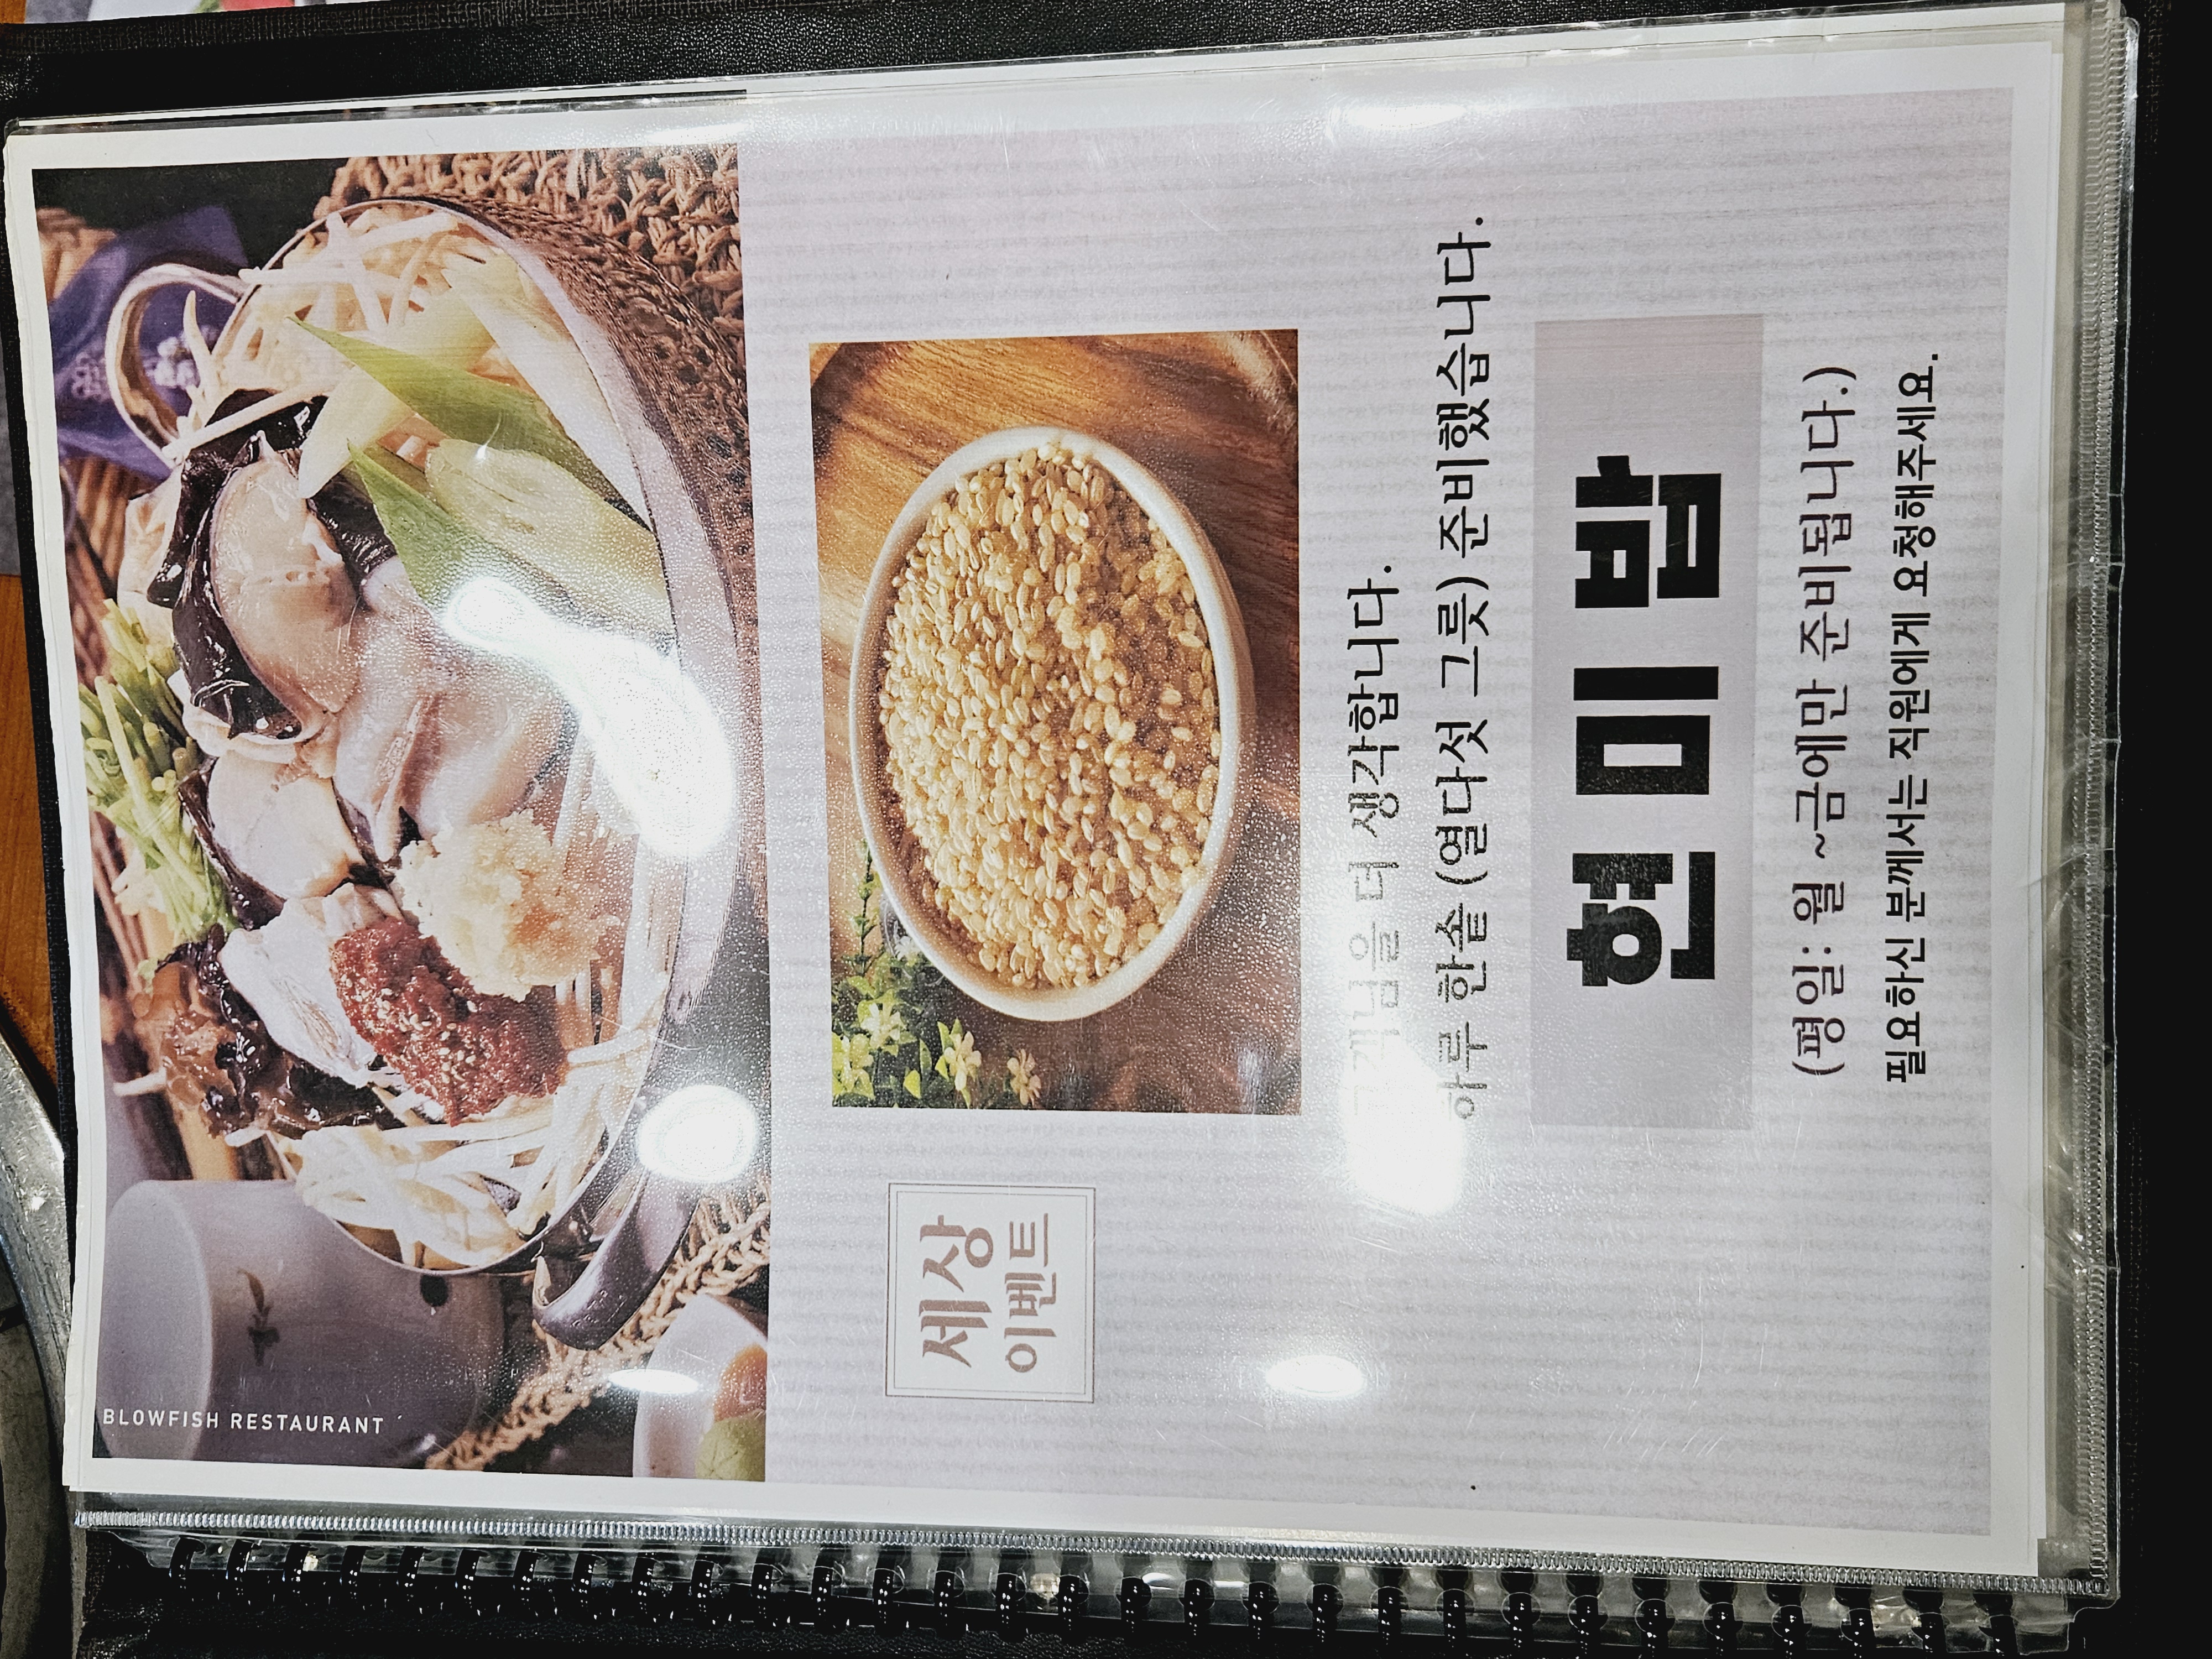 BLOWFISH RESTAURANT
세상
이벤트
고객님을 더 생각합니다.
하루 한솥 (열다섯 그릇) 준비했습니다.
현미밥
(평일: 월 ~금에만 준비됩니다.)
필요하신 분께서는 직원에게 요청해주세요.